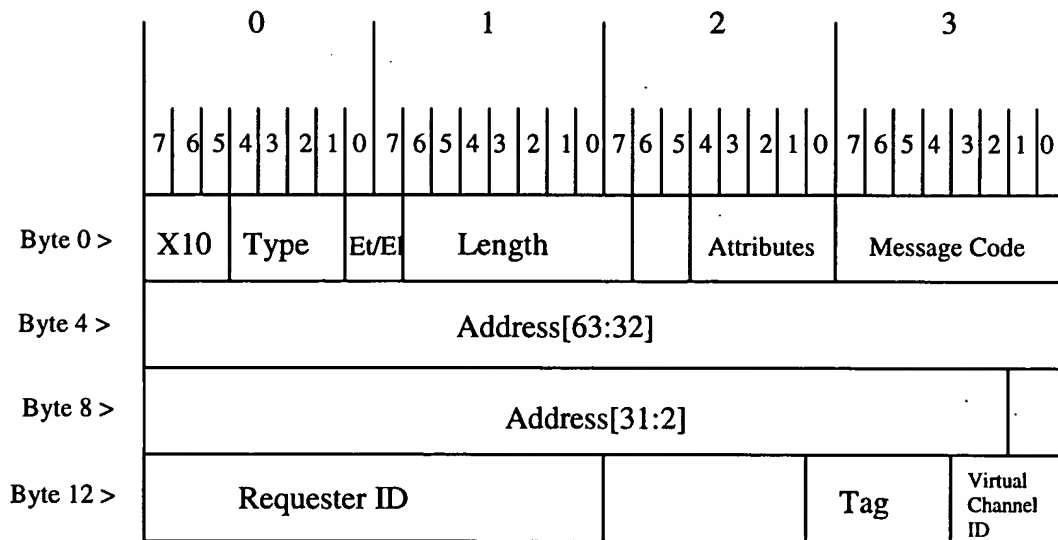 0 1 2 3
7 6 5 4 3 2 1 0 7 6 5 4 3 2 1 0 7 6 5 4 3 2 1 0 7 6 5 4 3 2 1 0
Byte 0 > X10 Type Et/El Length Attributes Message Code
Byte 4 > Address[63:32]
Byte 8 > Address[31:2]
Byte 12 > Requester ID Tag Virtual
Channel
ID